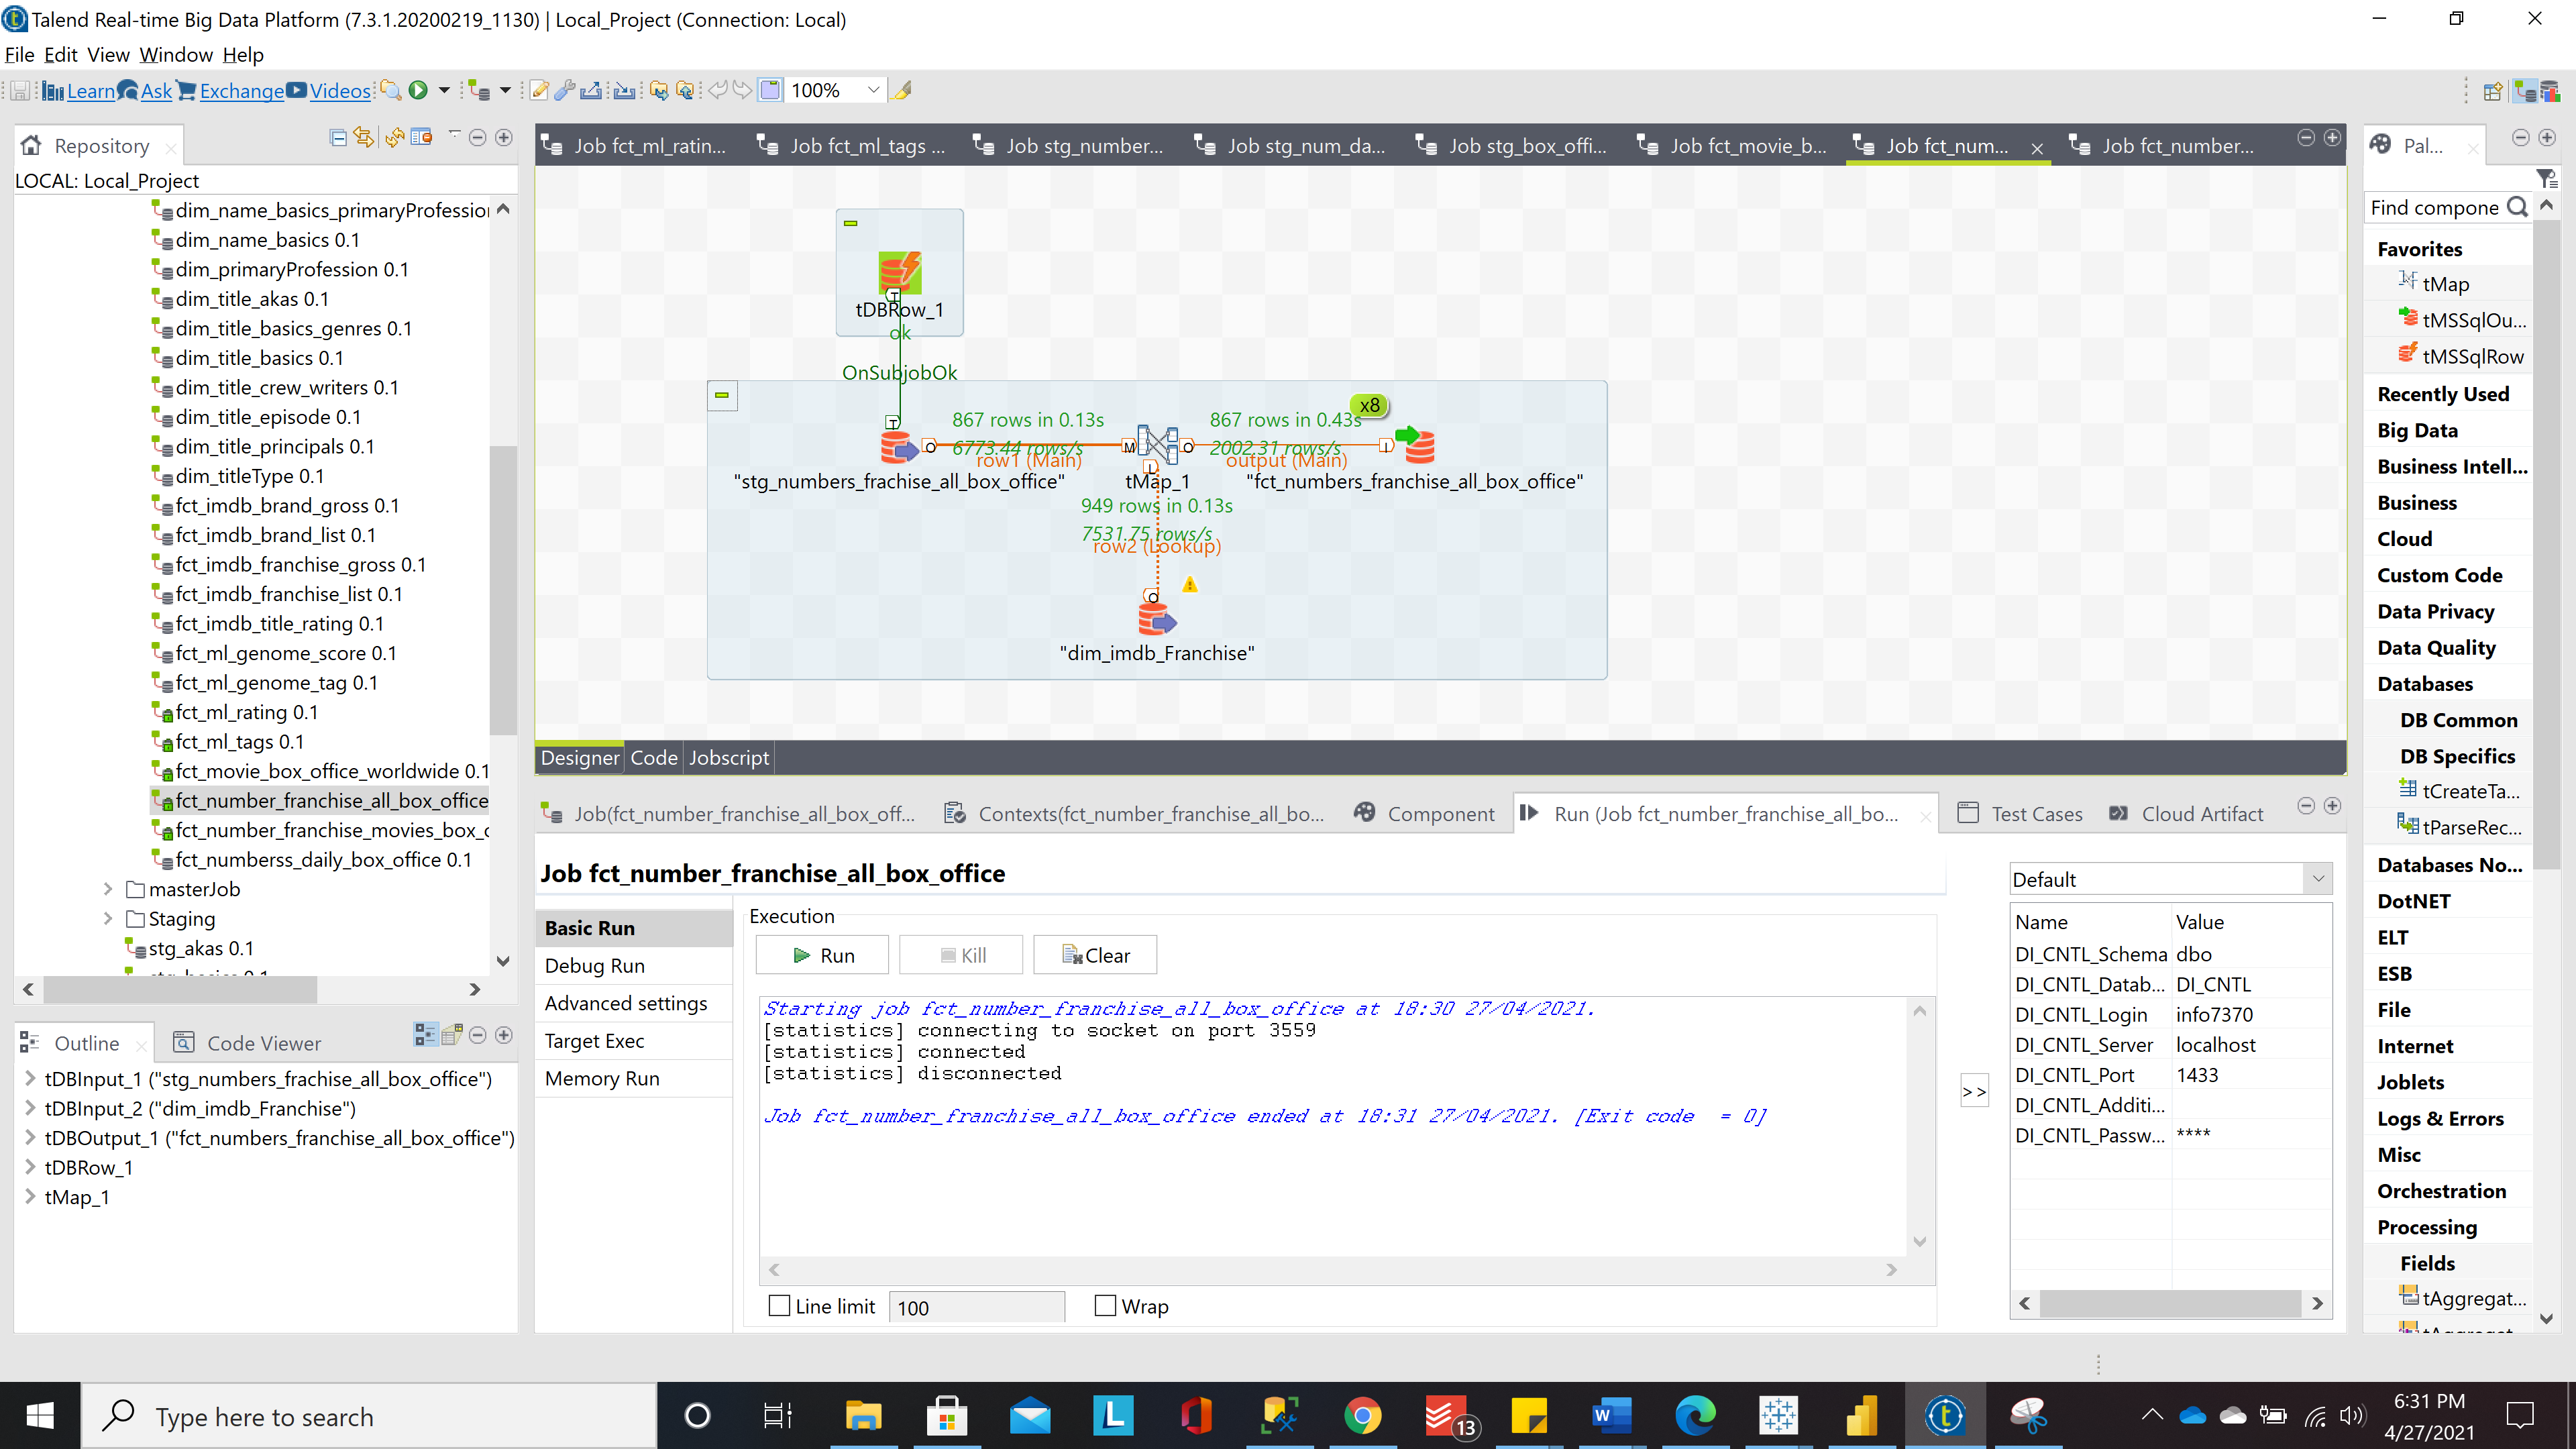 Talend Real-time Big Data Platform (7.3.1.20200219_1130) | Local_Project (Connection: Local)
File Edit View Window Help
Learn Ask Exchange Videos 100%
Repository
LOCAL: Local_Project
dim_name_basics_primaryProfession
dim_name_basics 0.1
dim_primaryProfession 0.1
dim_title_akas 0.1
dim_title_basics_genres 0.1
dim_title_basics 0.1
dim_title_crew_writers 0.1
dim_title_episode 0.1
dim_title_principals 0.1
dim_titleType 0.1
fct_imdb_brand_gross 0.1
fct_imdb_brand_list 0.1
fct_imdb_franchise_gross 0.1
fct_imdb_franchise_list 0.1
fct_imdb_title_rating 0.1
fct_ml_genome_score 0.1
fct_ml_genome_tag 0.1
fct_ml_rating 0.1
fct_ml_tags 0.1
fct_movie_box_office_worldwide 0.1
fct_number_franchise_all_box_office
fct_number_franchise_movies_box_o
fct_numberss_daily_box_office 0.1
masterJob
Staging
stg_akas 0.1
Outline Code Viewer
tDBInput_1 ("stg_numbers_frachise_all_box_office")
tDBInput_2 ("dim_imdb_Franchise")
tDBOutput_1 ("fct_numbers_franchise_all_box_office")
tDBRow_1
tMap_1
Job fct_ml_ratin... Job fct_ml_tags ... Job stg_number... Job stg_num_da... Job stg_box_offi... Job fct_movie_b... Job fct_num... Job fct_number...
tDBRow_1
ok
OnSubjobOk
x8
867 rows in 0.13s 867 rows in 0.43s
6773.44 rows/s 2002.31 rows/s
row1 (Main) output (Main)
"stg_numbers_frachise_all_box_office" tMap_1 "fct_numbers_franchise_all_box_office"
949 rows in 0.13s
7531.75 rows/s
row2 (Lookup)
"dim_imdb_Franchise"
Designer Code Jobscript
Job(fct_number_franchise_all_box_off... Contexts(fct_number_franchise_all_bo... Component Run (Job fct_number_franchise_all_bo... Test Cases Cloud Artifact
Job fct_number_franchise_all_box_office
Basic Run
Debug Run
Advanced settings
Target Exec
Memory Run
Execution
Run Kill Clear
Starting job fct_number_franchise_all_box_office at 18:30 27/04/2021.
[statistics] connecting to socket on port 3559
[statistics] connected
[statistics] disconnected
Job fct_number_franchise_all_box_office ended at 18:31 27/04/2021. [Exit code = 0]
Line limit 100 Wrap
>>
Default
Name Value
DI_CNTL_Schema dbo
DI_CNTL_Datab... DI_CNTL
DI_CNTL_Login info7370
DI_CNTL_Server localhost
DI_CNTL_Port 1433
DI_CNTL_Additi...
DI_CNTL_Passw... ****
Pal...
Find compone
Favorites
tMap
tMSSqlOu...
tMSSqlRow
Recently Used
Big Data
Business Intell...
Business
Cloud
Custom Code
Data Privacy
Data Quality
Databases
DB Common
DB Specifics
tCreateTa...
tParseRec...
Databases No...
DotNET
ELT
ESB
File
Internet
Joblets
Logs & Errors
Misc
Orchestration
Processing
Fields
tAggregat...
Type here to search
13
6:31 PM
4/27/2021